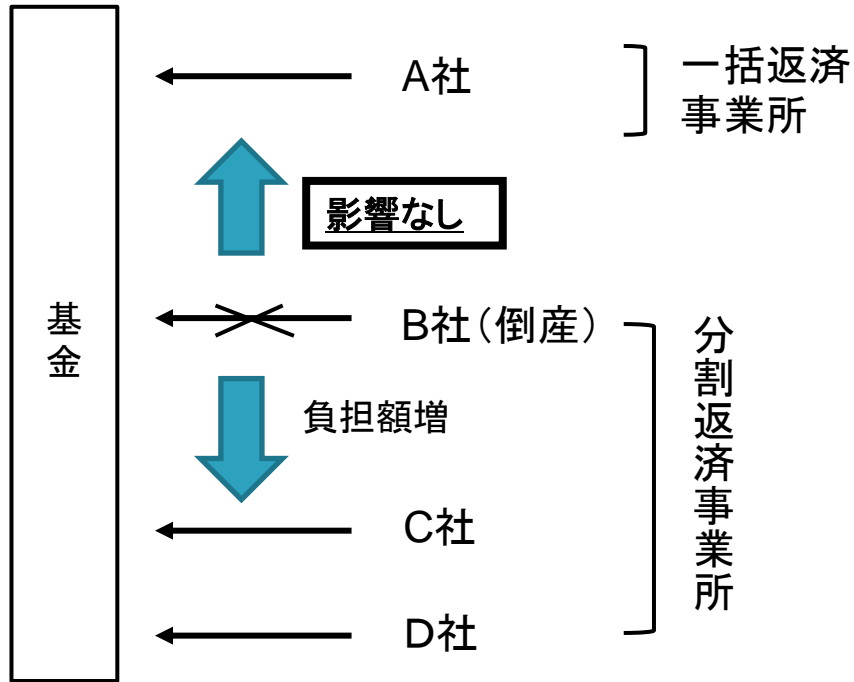 A社
一括返済
事業所
影響なし
基金
B社（倒産）
負担額増
分割返済事業所
C社
D社